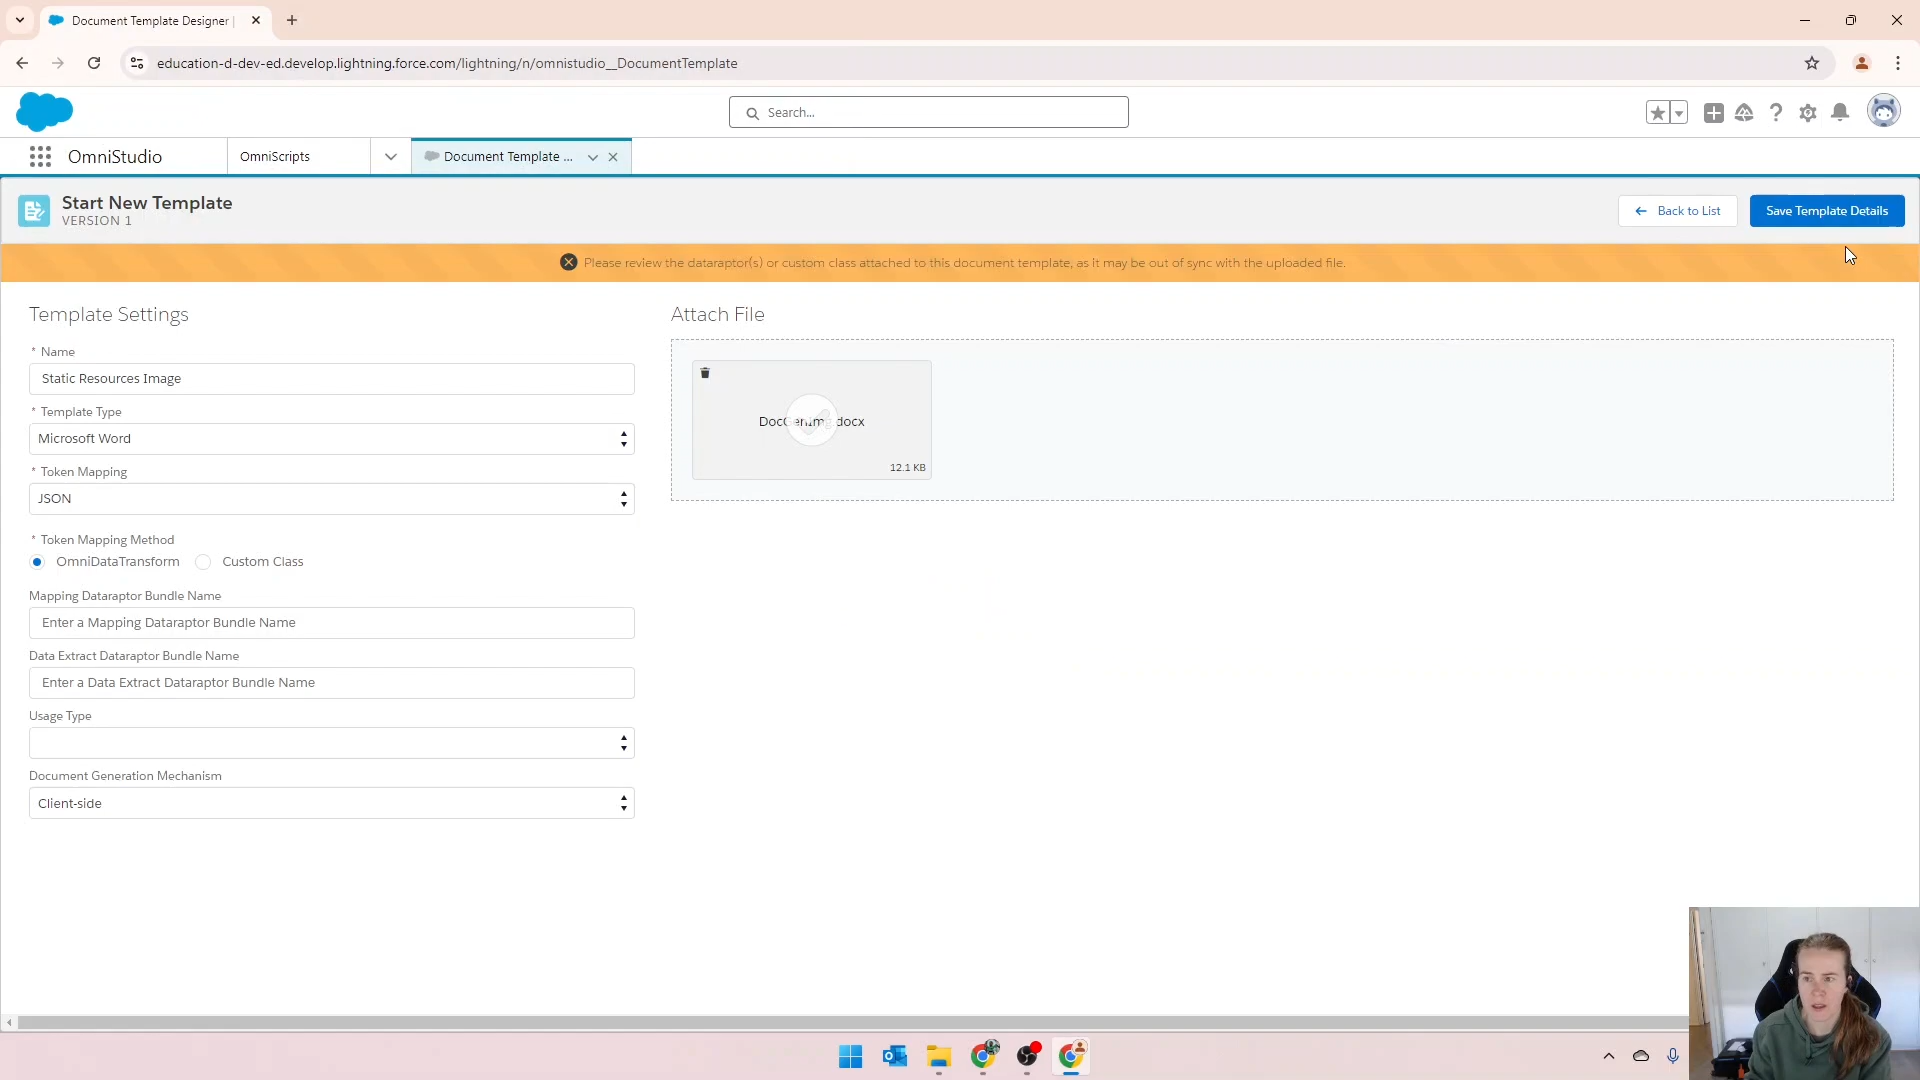 Document Template Designer |
education-d-dev-ed.develop.lightning.force.com/lightning/n/omnistudio__DocumentTemplate
Search...
OmniStudio
OmniScripts
Document Template ...
Start New Template
VERSION 1
Back to List
Save Template Details
Please review the dataraptor(s) or custom class attached to this document template, as it may be out of sync with the uploaded file.
Template Settings
Attach File
* Name
Static Resources Image
* Template Type
Microsoft Word
* Token Mapping
JSON
* Token Mapping Method
OmniDataTransform
Custom Class
Mapping Dataraptor Bundle Name
Enter a Mapping Dataraptor Bundle Name
Data Extract Dataraptor Bundle Name
Enter a Data Extract Dataraptor Bundle Name
Usage Type
Document Generation Mechanism
Client-side
DocGenImg.docx
12.1 KB